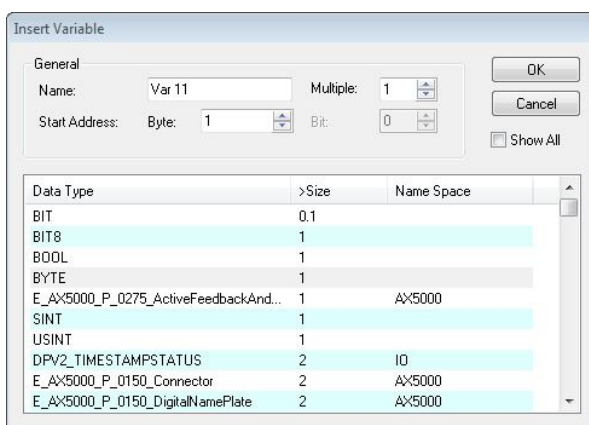 Insert Variable
General
Name: Var 11 Multiple: 1
Start Address: Byte: 1 Bit: 0
OK
Cancel
Show All
Data Type >Size Name Space
BIT 0.1
BIT8 1
BOOL 1
BYTE 1
E_AX5000_P_0275_ActiveFeedbackAnd... 1 AX5000
SINT 1
USINT 1
DPV2_TIMESTAMPSTATUS 2 IO
E_AX5000_P_0150_Connector 2 AX5000
E_AX5000_P_0150_DigitalNamePlate 2 AX5000